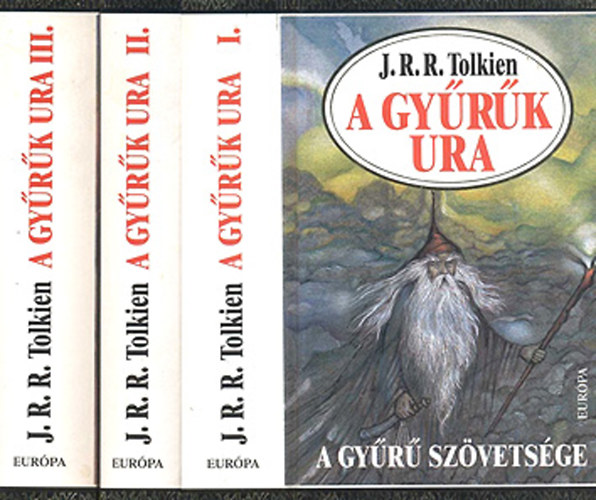 J. R. R. Tolkien A GYŰRŰK URA III.
EURÓPA
J. R. R. Tolkien A GYŰRŰK URA II.
EURÓPA
J. R. R. Tolkien A GYŰRŰK URA I.
EURÓPA
J. R. R. Tolkien
A GYŰRŰK
URA
EURÓPA
A GYŰRŰ SZÖVETSÉGE